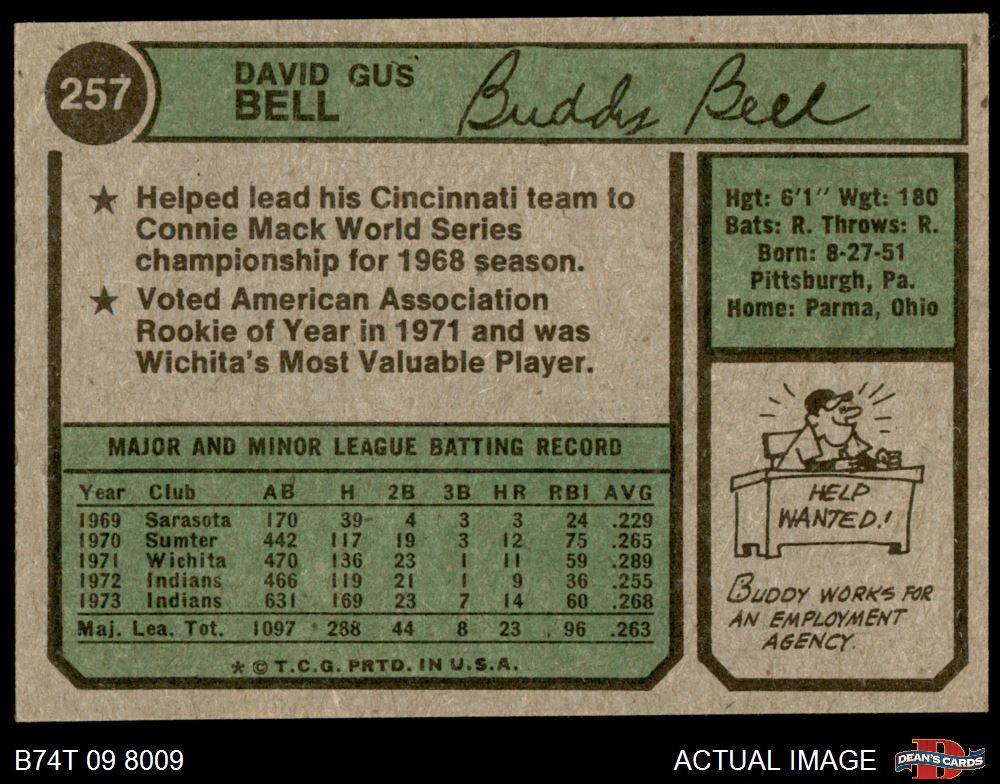 257
DAVID GUS
BELL
Buddy Bell
★ Helped lead his Cincinnati team to
Connie Mack World Series
championship for 1968 season.
★ Voted American Association
Rookie of Year in 1971 and was
Wichita's Most Valuable Player.
MAJOR AND MINOR LEAGUE BATTING RECORD
Year Club AB H 2B 3B HR RBI AVG
1969 Sarasota 170 39 4 3 3 24 .229
1970 Sumter 442 117 19 3 12 75 .265
1971 Wichita 470 136 23 1 11 59 .289
1972 Indians 466 119 21 1 9 36 .255
1973 Indians 631 169 23 7 14 60 .268
Maj. Lea. Tot. 1097 288 44 8 23 96 .263
* © T.C.G. PRTD. IN U.S.A.
Hgt: 6'1" Wgt: 180
Bats: R. Throws: R.
Born: 8-27-51
Pittsburgh, Pa.
Home: Parma, Ohio
HELP
WANTED!
BUDDY WORKS FOR
AN EMPLOYMENT
AGENCY.
B74T 09 8009
ACTUAL IMAGE
D
DEAN'S CARDS